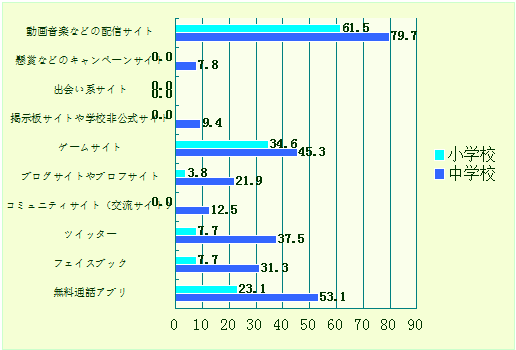 動画音楽などの配信サイト 61.5
79.7
懸賞などのキャンペーンサイト 0.0
7.8
出会い系サイト 0.0
0.0
掲示板サイトや学校非公式サイト 0.0
9.4
ゲームサイト 34.6
45.3
ブログサイトやプロフサイト 3.8
21.9
コミュニティサイト（交流サイト） 0.0
12.5
ツイッター 7.7
37.5
フェイスブック 7.7
31.3
無料通話アプリ 23.1
53.1
小学校
中学校
0 10 20 30 40 50 60 70 80 90